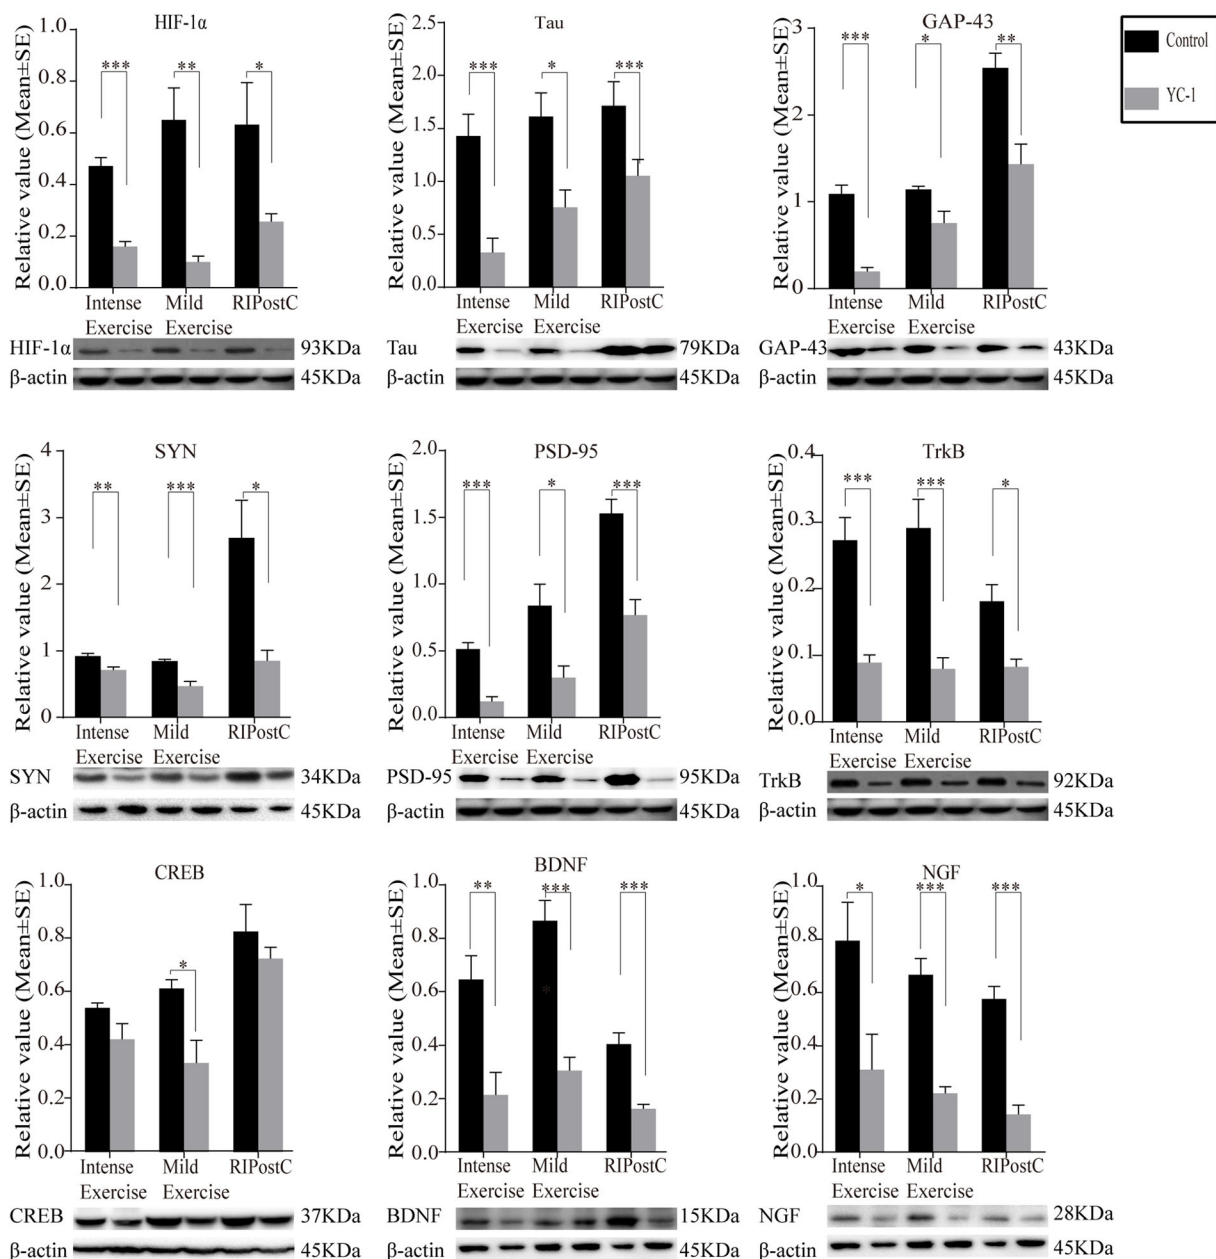 HIF-1α
Relative value (Mean±SE)
1.0
0.8
0.6
0.4
0.2
0.0
***
**
*
Intense Exercise
Mild Exercise
RIPostC
HIF-1α 93KDa
β-actin 45KDa
Tau
Relative value (Mean±SE)
2.5
2.0
1.5
1.0
0.5
0.0
***
*
***
Intense Exercise
Mild Exercise
RIPostC
Tau 79KDa
β-actin 45KDa
GAP-43
Relative value (Mean±SE)
3
2
1
0
***
*
**
Intense Exercise
Mild Exercise
RIPostC
GAP-43 43KDa
β-actin 45KDa
Control
YC-1
SYN
Relative value (Mean±SE)
4
3
2
1
0
**
***
*
Intense Exercise
Mild Exercise
RIPostC
SYN 34KDa
β-actin 45KDa
PSD-95
Relative value (Mean±SE)
2.0
1.5
1.0
0.5
0.0
***
*
***
Intense Exercise
Mild Exercise
RIPostC
PSD-95 95KDa
β-actin 45KDa
TrkB
Relative value (Mean±SE)
0.4
0.3
0.2
0.1
0.0
***
***
*
Intense Exercise
Mild Exercise
RIPostC
TrkB 92KDa
β-actin 45KDa
CREB
Relative value (Mean±SE)
1.0
0.8
0.6
0.4
0.2
0.0
*
Intense Exercise
Mild Exercise
RIPostC
CREB 37KDa
β-actin 45KDa
BDNF
Relative value (Mean±SE)
1.0
0.8
0.6
0.4
0.2
0.0
**
***
***
*
Intense Exercise
Mild Exercise
RIPostC
BDNF 15KDa
β-actin 45KDa
NGF
Relative value (Mean±SE)
1.0
0.8
0.6
0.4
0.2
0.0
*
***
***
Intense Exercise
Mild Exercise
RIPostC
NGF 28KDa
β-actin 45KDa